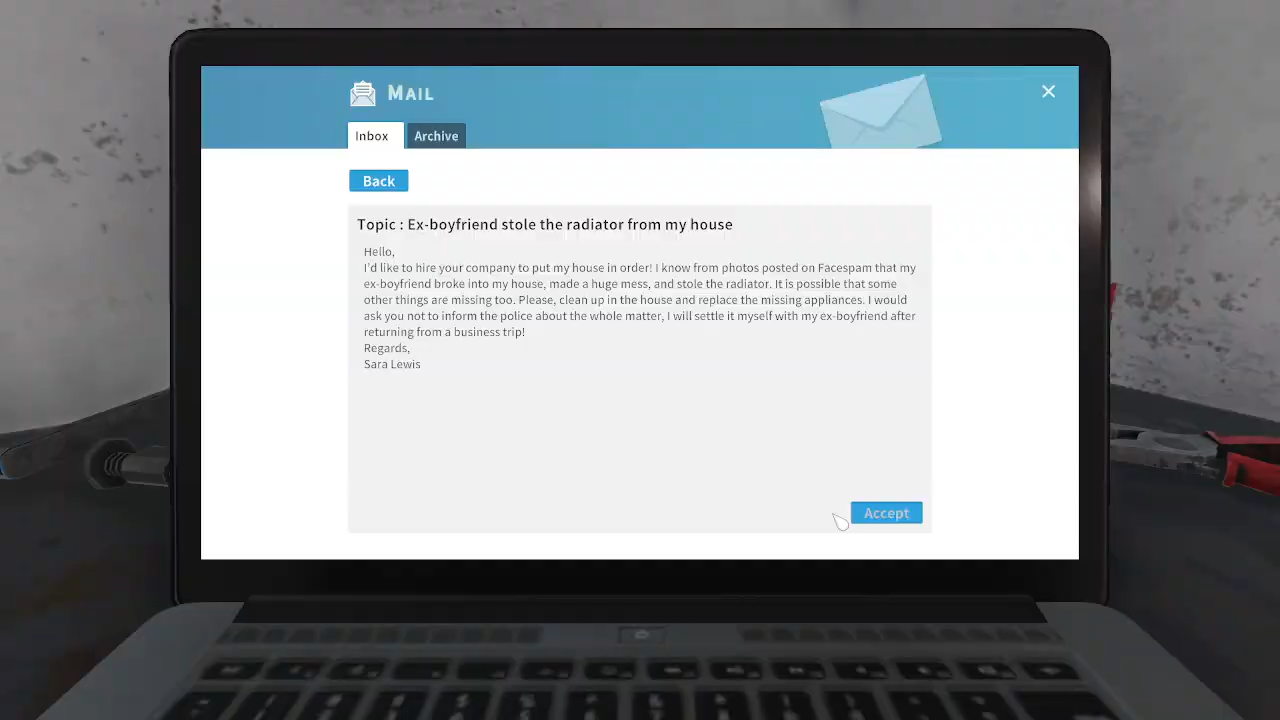 MAIL
Inbox
Archive
Back
Topic : Ex-boyfriend stole the radiator from my house
Hello,
I'd like to hire your company to put my house in order! I know from photos posted on Facespam that my
ex-boyfriend broke into my house, made a huge mess, and stole the radiator. It is possible that some
other things are missing too. Please, clean up in the house and replace the missing appliances. I would
ask you not to inform the police about the whole matter, I will settle it myself with my ex-boyfriend after
returning from a business trip!
Regards,
Sara Lewis
Accept